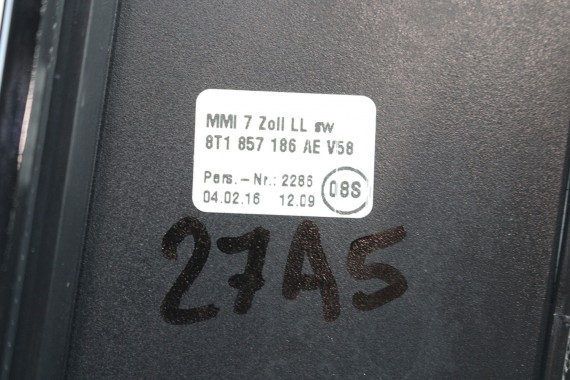 MMI 7 Zoll LL sw
8T1 857 186 AE V58
Pers.-Nr.: 2286
04.02.16 12.09
08S
27A5